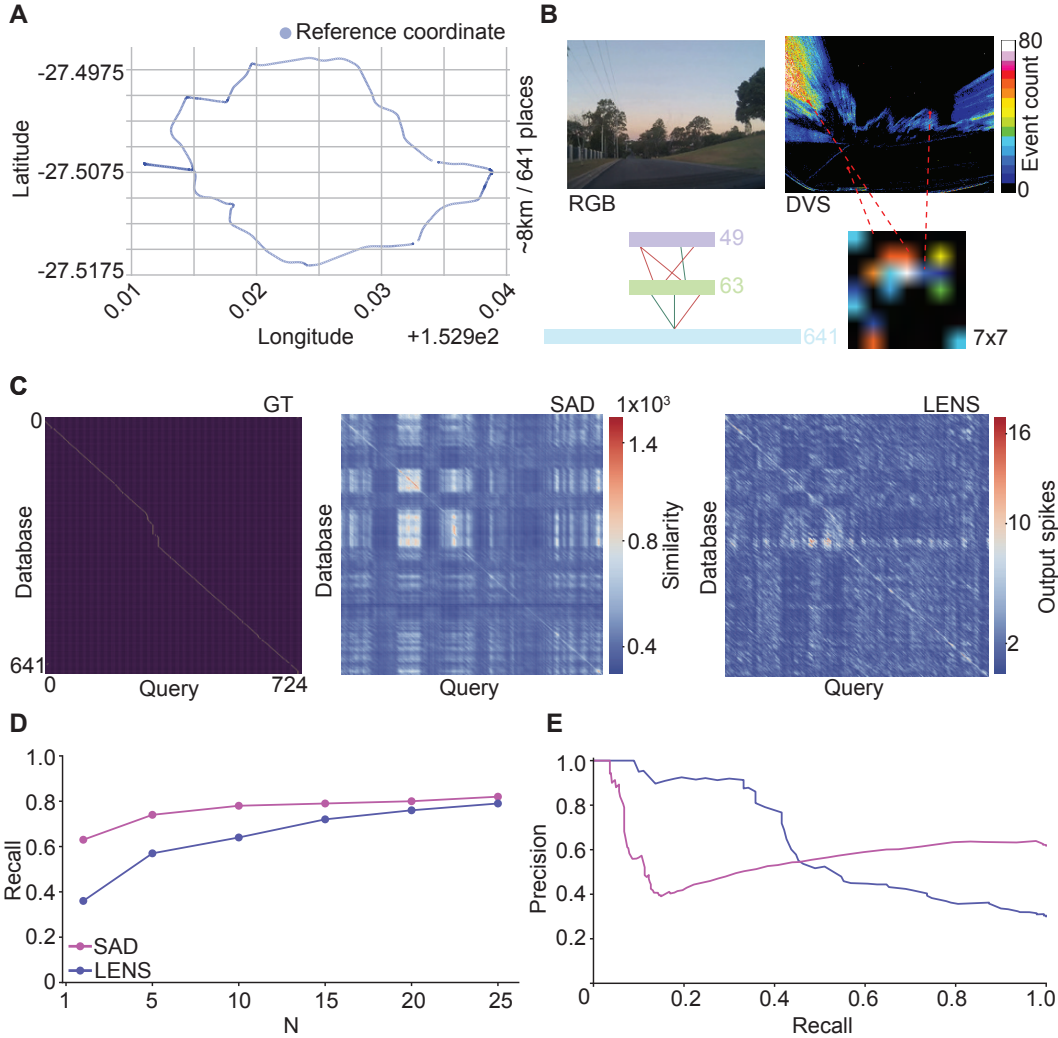 A
Reference coordinate
-27.4975
-27.5075
-27.5175
Latitude
0.01
0.02
0.03
0.04
Longitude
+1.529e2
~8km / 641 places
B
RGB
DVS
80
0
Event count
49
63
641
7x7
C
GT
0
641
Database
0
Query
724
SAD
Database
Query
1x10³
1.4
0.8
0.4
Similarity
LENS
Database
Query
16
10
2
Output spikes
D
1.0
0.8
0.6
0.4
0.2
0
Recall
SAD
LENS
1
5
10
15
20
25
N
E
1.0
0.8
0.6
0.4
0.2
Precision
0
0.2
0.4
0.6
0.8
1.0
Recall